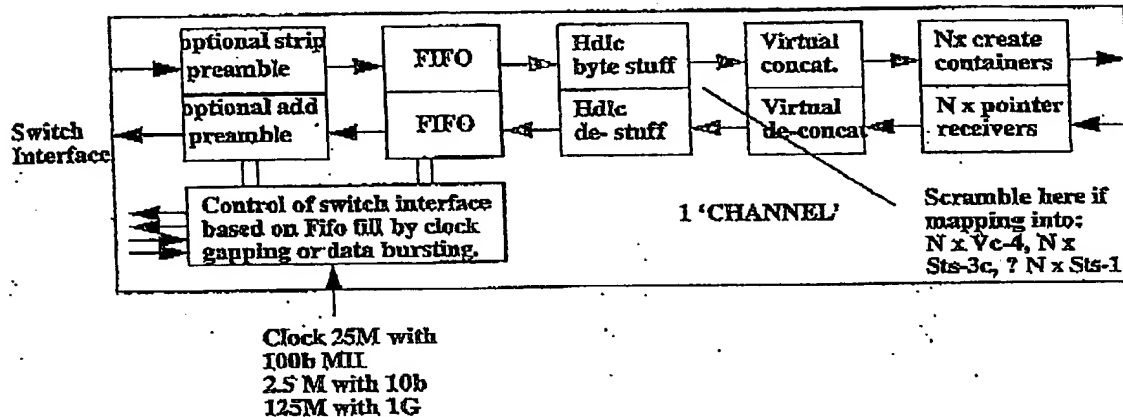 optional strip
preamble
FIFO
Hdlc
byte stuff
Virtual
concat.
Nx create
containers
optional add
preamble
FIFO
Hdlc
de- stuff
Virtual
de-concat
N x pointer
receivers
Switch
Interface
Control of switch interface
based on Fifo fill by clock
gapping or data bursting.
1 'CHANNEL'
Scramble here if
mapping into:
N x Vc-4, N x
Sts-3c, ? N x Sts-1
Clock 25M with
100b MII
2.5 M with 10b
125M with 1G